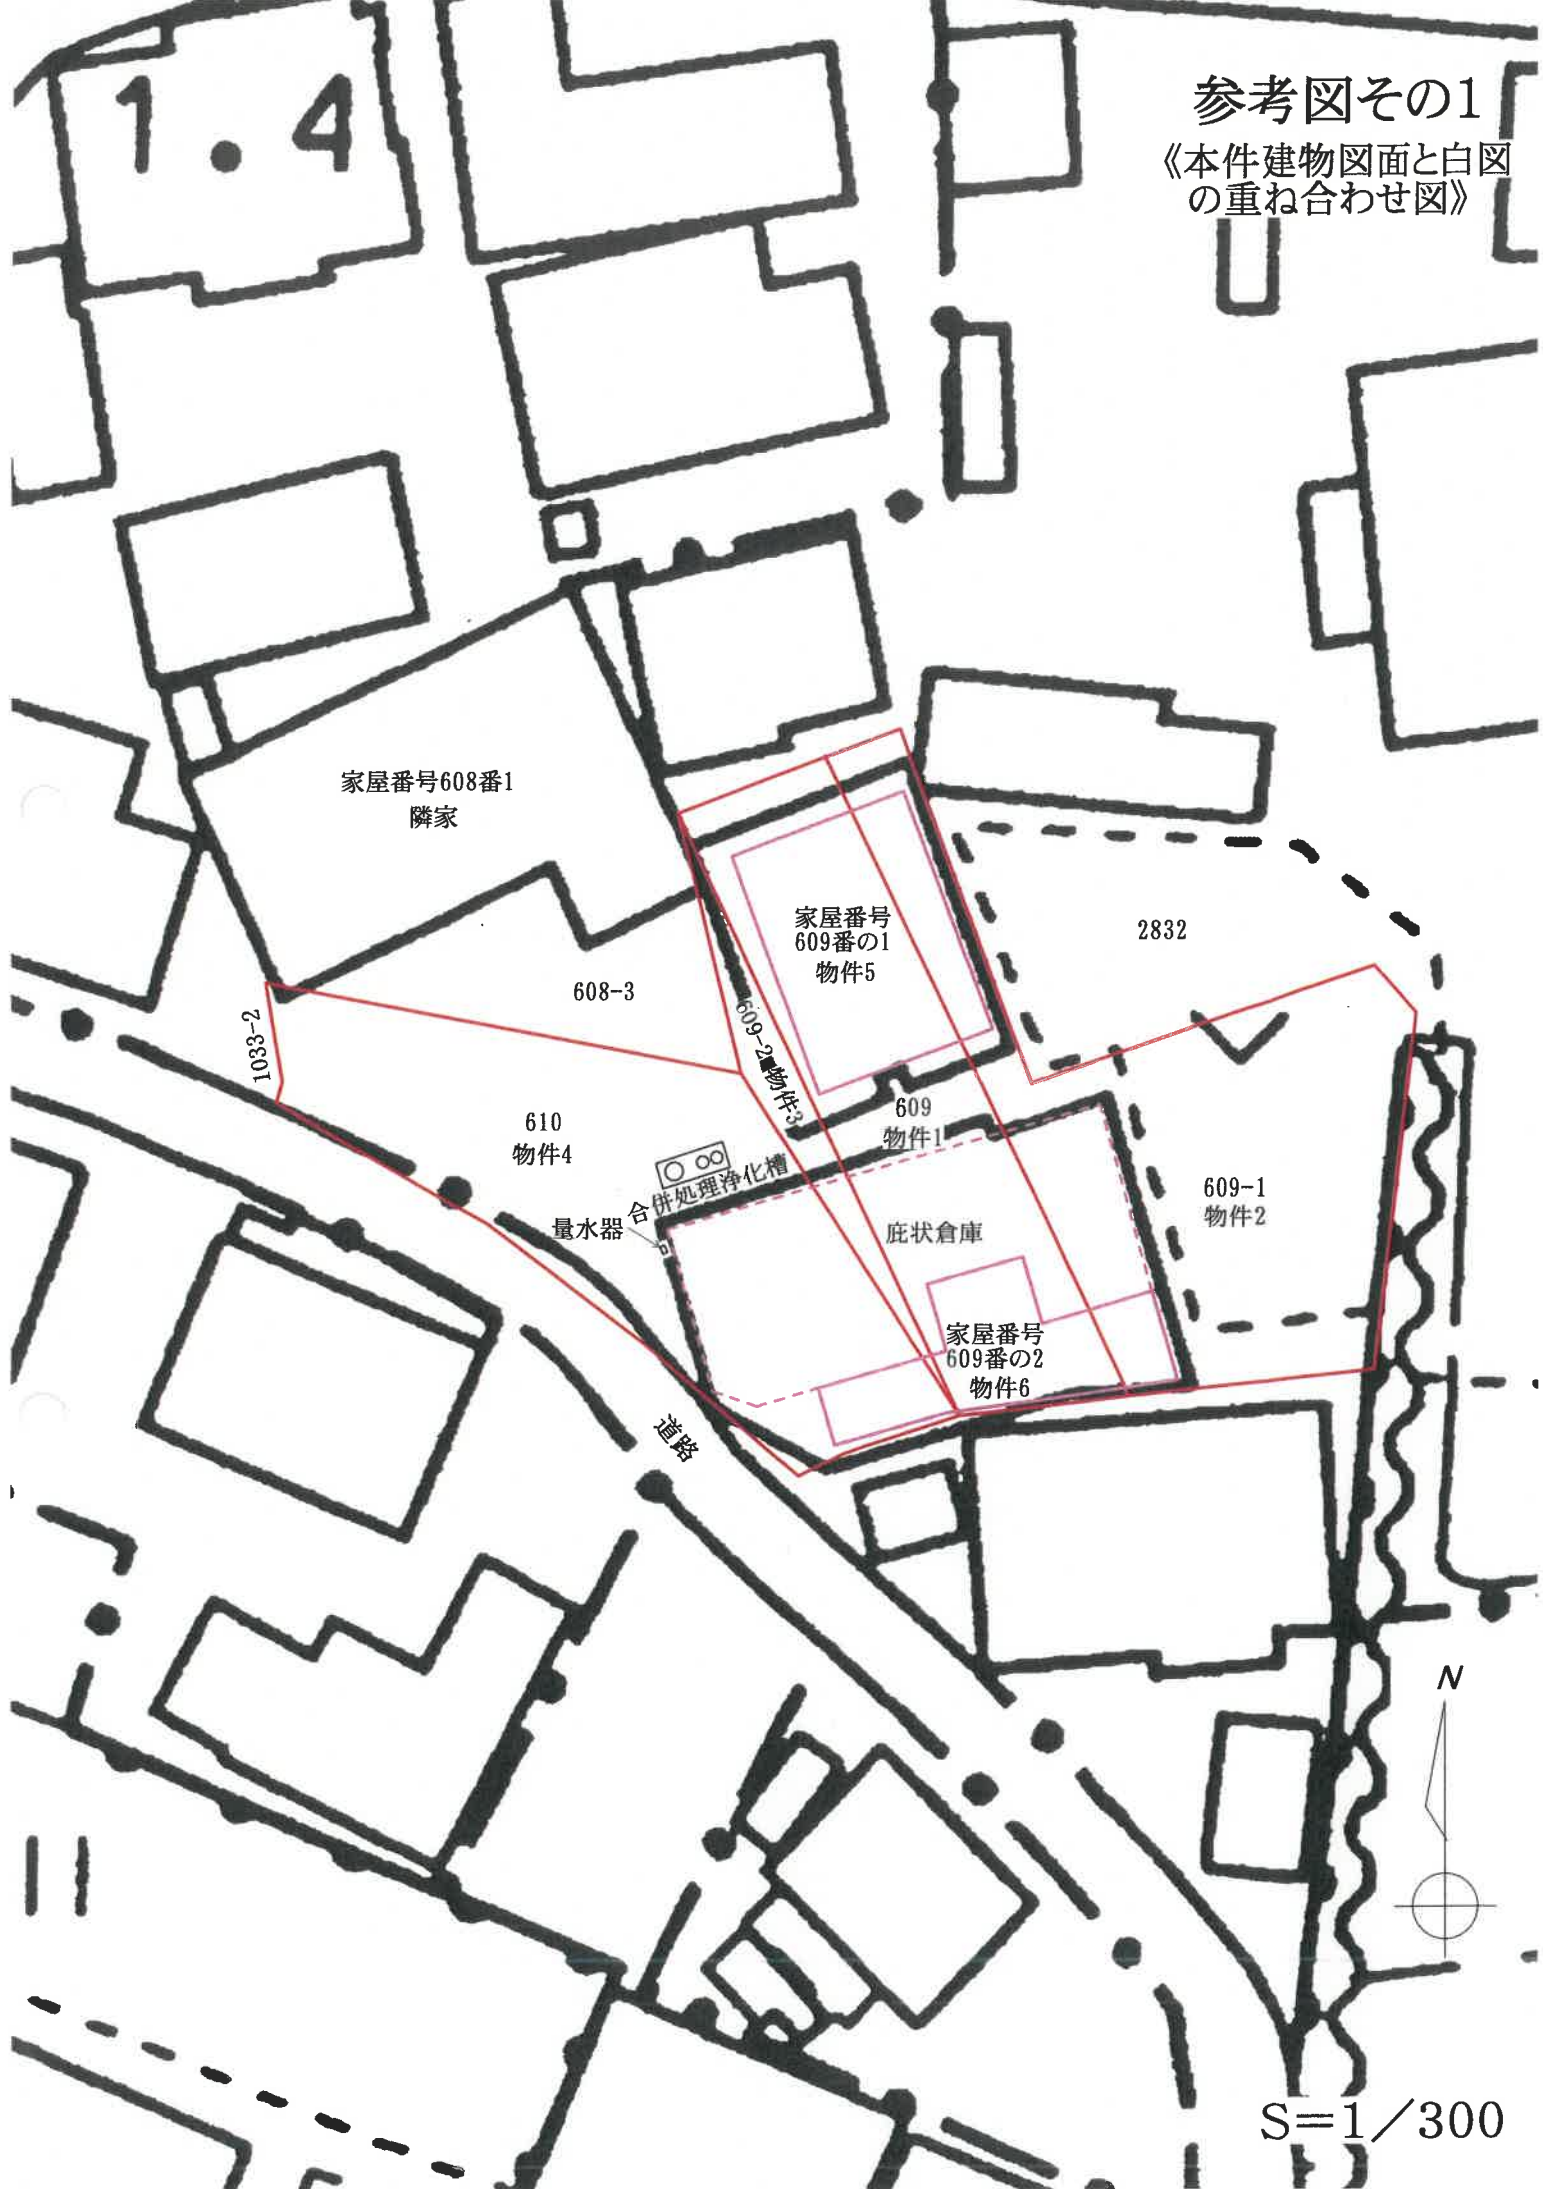 1.4
参考図その1
《本件建物図面と白図
の重ね合わせ図》
家屋番号608番1
隣家
家屋番号
609番の1
物件5
2832
608-3
1033-2
609-2
物件3
610
物件4
609
物件1
609-1
物件2
合併処理浄化槽
量水器
庇状倉庫
家屋番号
609番の2
物件6
道路
N
S=1/300